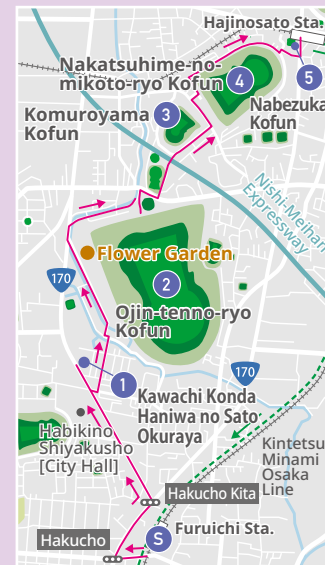 Hajinosato Sta.
5
Nakatsuhime-no-
mikoto-ryo Kofun
4
Komuroyama
Kofun
3
Nabezuka
Kofun
Nishi-Meihan
Expressway
Flower Garden
170
2
Ojin-tenno-ryo
Kofun
1
170
Kawachi Konda
Haniwa no Sato
Okuraya
Habikino
Shiyakusho
[City Hall]
Kintetsu
Minami
Osaka
Line
Hakucho Kita
S
Furuichi Sta.
Hakucho